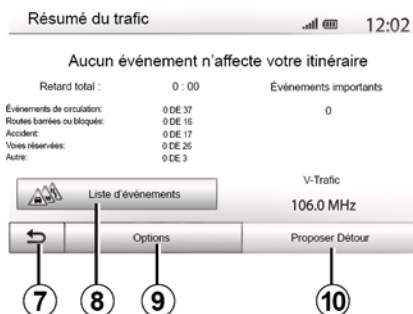 Résumé du trafic 12:02
Aucun événement n'affecte votre itinéraire
Retard total : 0 : 00 Événements importants
0
Événements de circulation: 0 DE 37
Routes barrées ou bloqués: 0 DE 16
Accident: 0 DE 17
Voies réservées: 0 DE 26
Autre: 0 DE 3
Liste d'événements V-Trafic
106.0 MHz
Options Proposer Détour
7 8 9 10